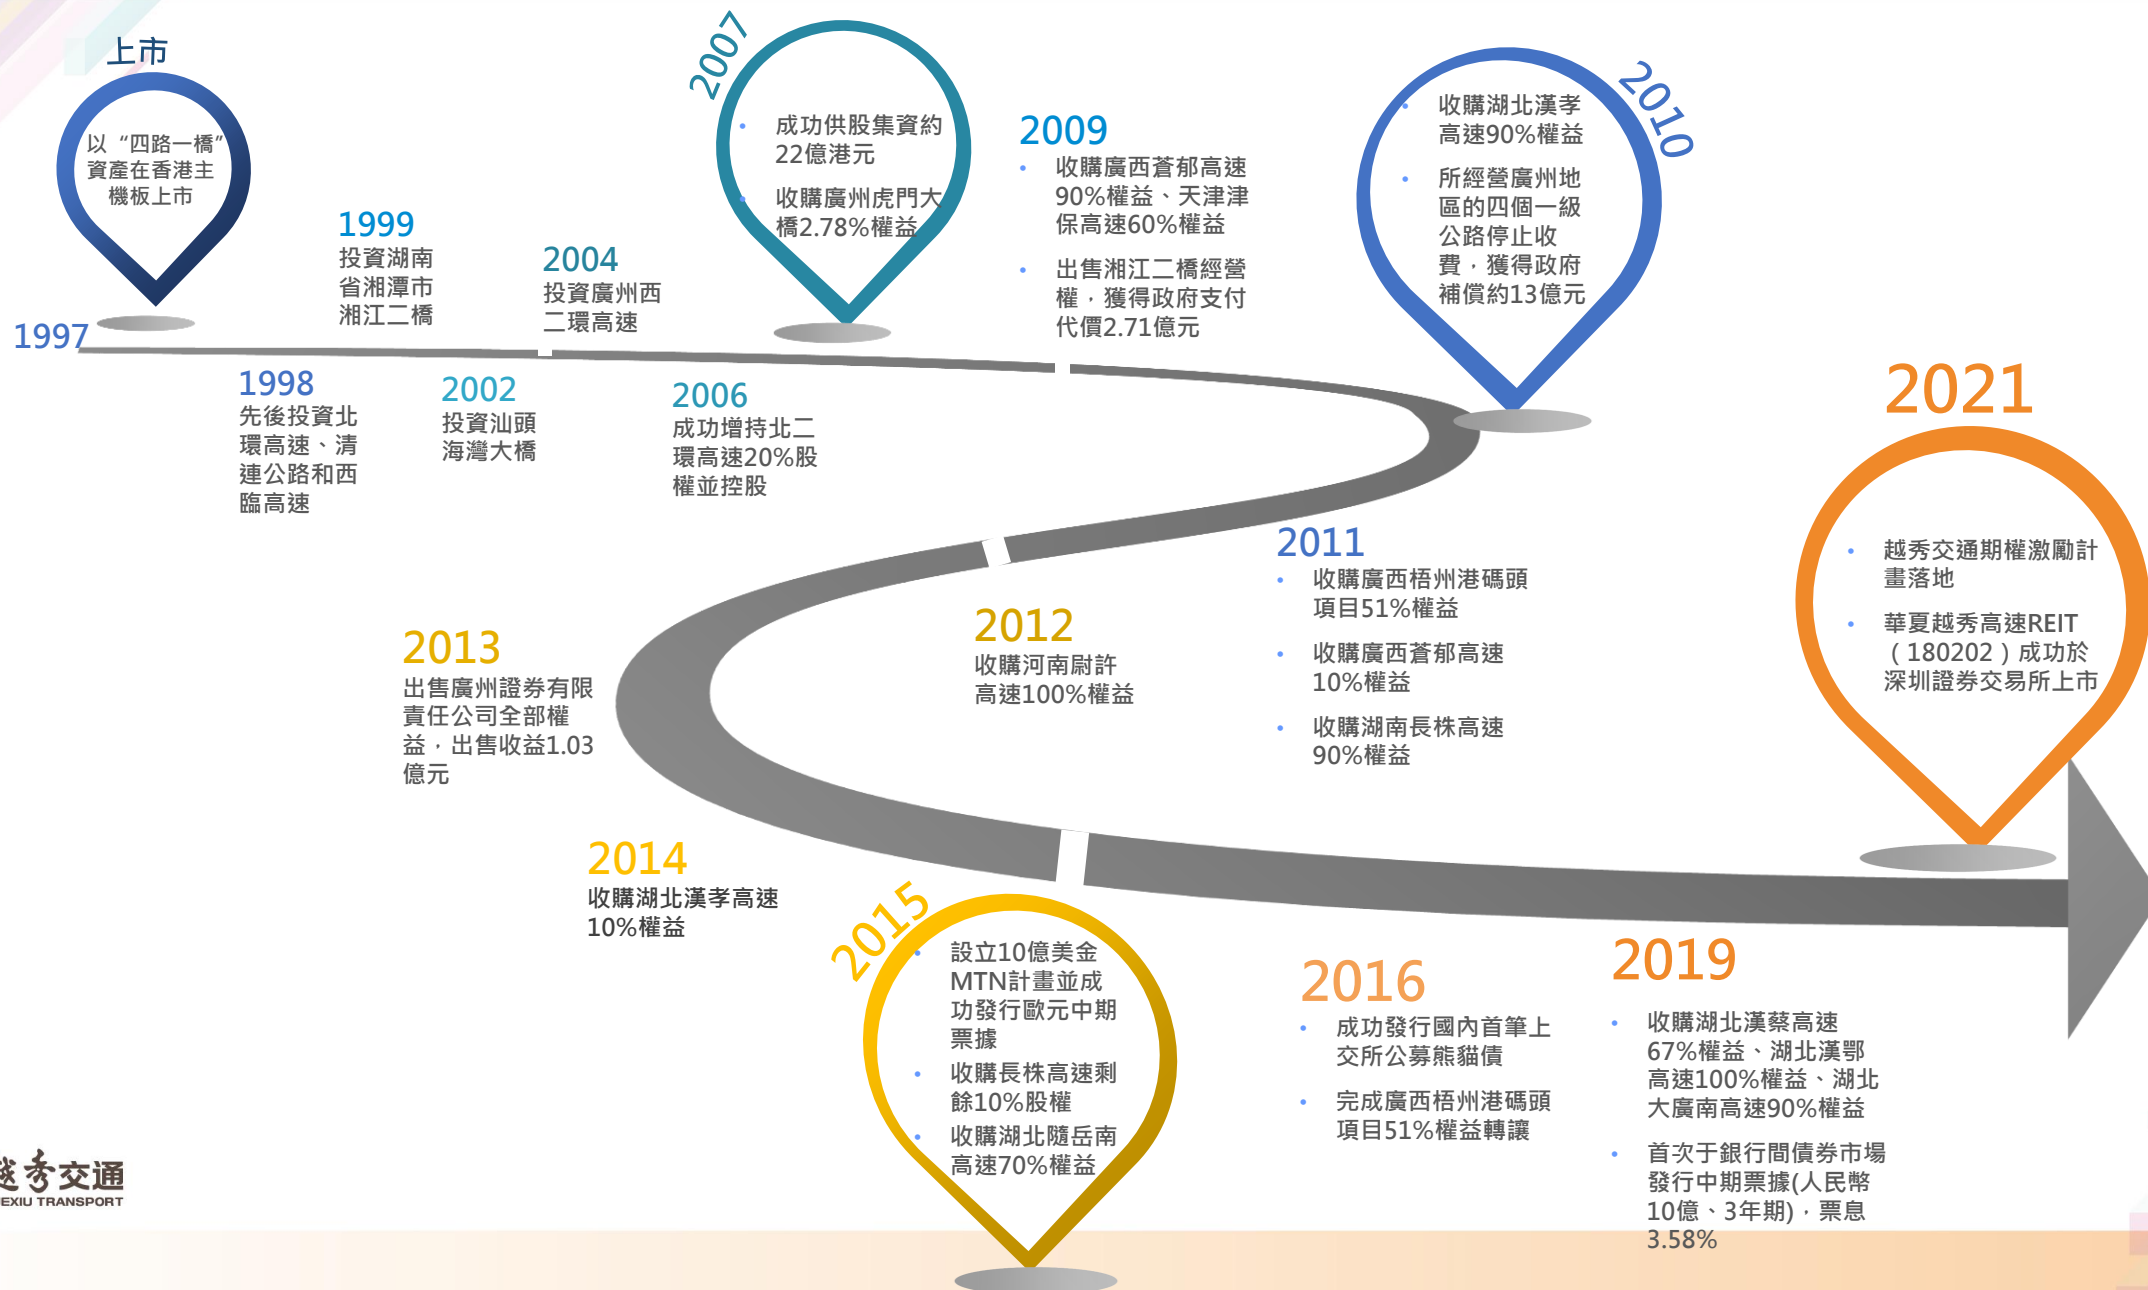 上市
以“四路一橋”
資產在香港主
機板上市
1997
1998
先後投資北
環高速、清
連公路和西
臨高速
1999
投資湖南
省湘潭市
湘江二橋
2002
投資汕頭
海灣大橋
2004
投資廣州西
二環高速
2006
成功增持北二
環高速20%股
權並控股
2007
• 成功供股集資約
22億港元
• 收購廣州虎門大
橋2.78%權益
2009
• 收購廣西蒼郁高速
90%權益、天津津
保高速60%權益
• 出售湘江二橋經營
權，獲得政府支付
代價2.71億元
2010
• 收購湖北漢孝
高速90%權益
• 所經營廣州地
區的四個一級
公路停止收
費，獲得政府
補償約13億元
2011
• 收購廣西梧州港碼頭
項目51%權益
• 收購廣西蒼郁高速
10%權益
• 收購湖南長株高速
90%權益
2012
收購河南尉許
高速100%權益
2013
出售廣州證券有限
責任公司全部權
益，出售收益1.03
億元
2014
收購湖北漢孝高速
10%權益
2015
• 設立10億美金
MTN計畫並成
功發行歐元中期
票據
• 收購長株高速剩
餘10%股權
• 收購湖北隨岳南
高速70%權益
2016
• 成功發行國內首筆上
交所公募熊貓債
• 完成廣西梧州港碼頭
項目51%權益轉讓
2019
• 收購湖北漢蔡高速
67%權益、湖北漢鄂
高速100%權益、湖北
大廣南高速90%權益
• 首次于銀行間債券市場
發行中期票據(人民幣
10億、3年期)，票息
3.58%
2021
• 越秀交通期權激勵計
畫落地
• 華夏越秀高速REIT
（180202）成功於
深圳證券交易所上市
越秀交通
EXIU TRANSPORT